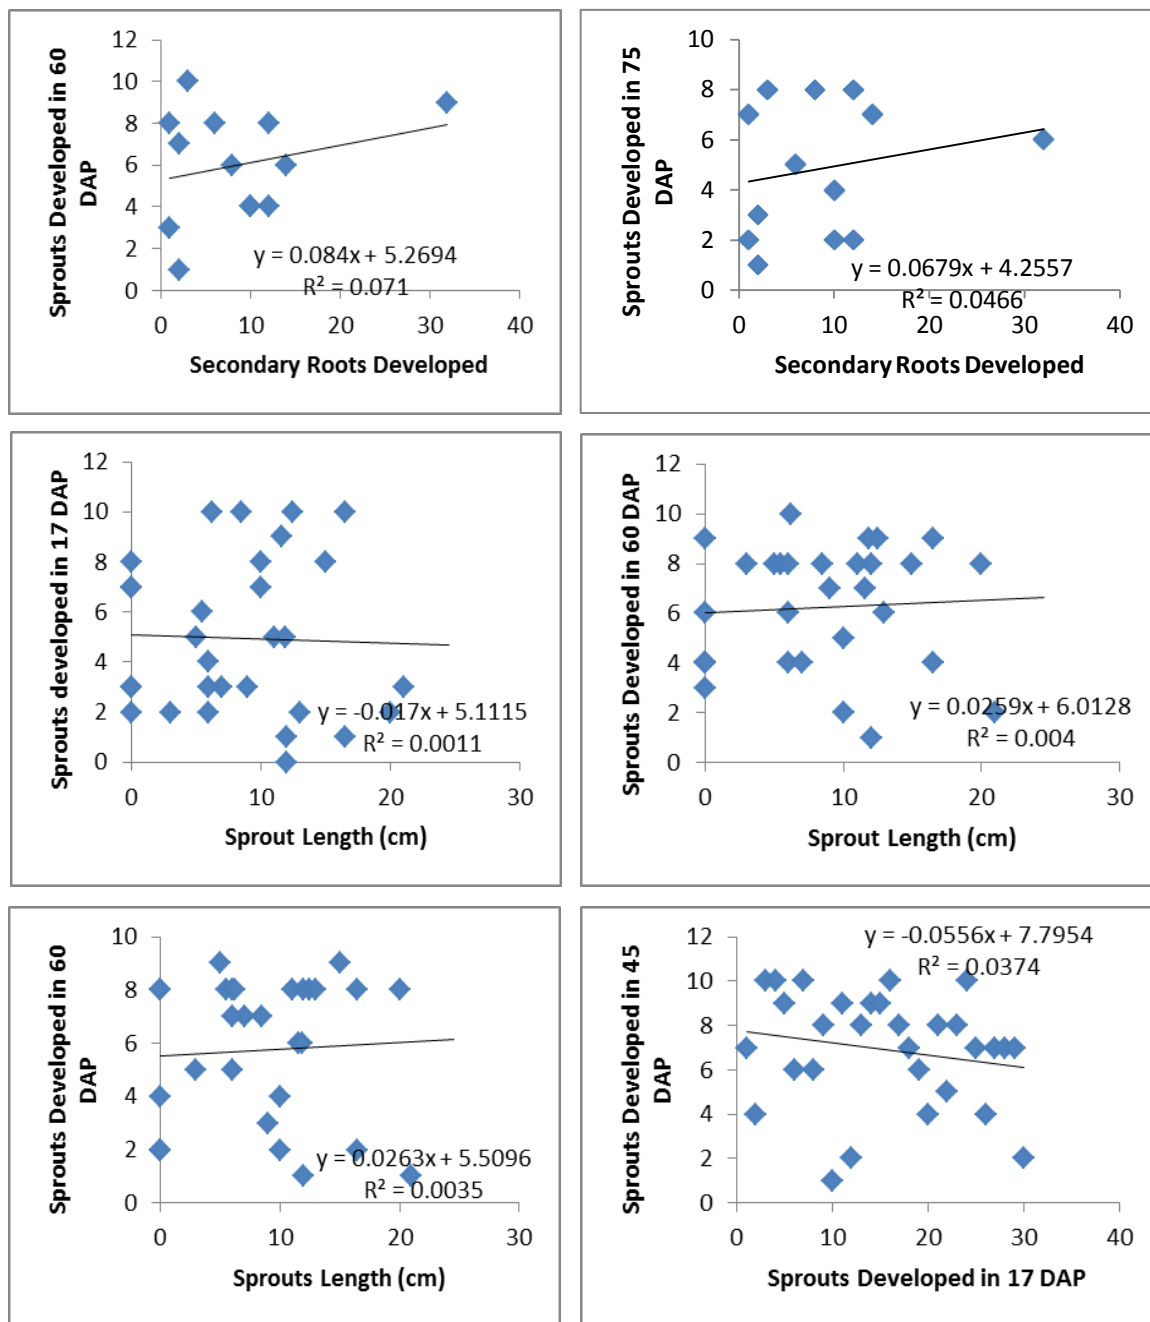 Sprouts Developed in 60
DAP
12
10
8
6
4
2
0
y = 0.084x + 5.2694
R² = 0.071
0 10 20 30 40
Secondary Roots Developed
Sprouts Developed in 75
DAP
10
8
6
4
2
0
y = 0.0679x + 4.2557
R² = 0.0466
0 10 20 30 40
Secondary Roots Developed
Sprouts developed in 17 DAP
12
10
8
6
4
2
0
y = -0.017x + 5.1115
R² = 0.0011
0 10 20 30
Sprout Length (cm)
Sprouts Developed in 60 DAP
12
10
8
6
4
2
0
y = 0.0259x + 6.0128
R² = 0.004
0 10 20 30
Sprout Length (cm)
Sprouts Developed in 60
DAP
10
8
6
4
2
0
y = 0.0263x + 5.5096
R² = 0.0035
0 10 20 30
Sprouts Length (cm)
Sprouts Developed in 45
DAP
12
10
8
6
4
2
0
y = -0.0556x + 7.7954
R² = 0.0374
0 10 20 30 40
Sprouts Developed in 17 DAP